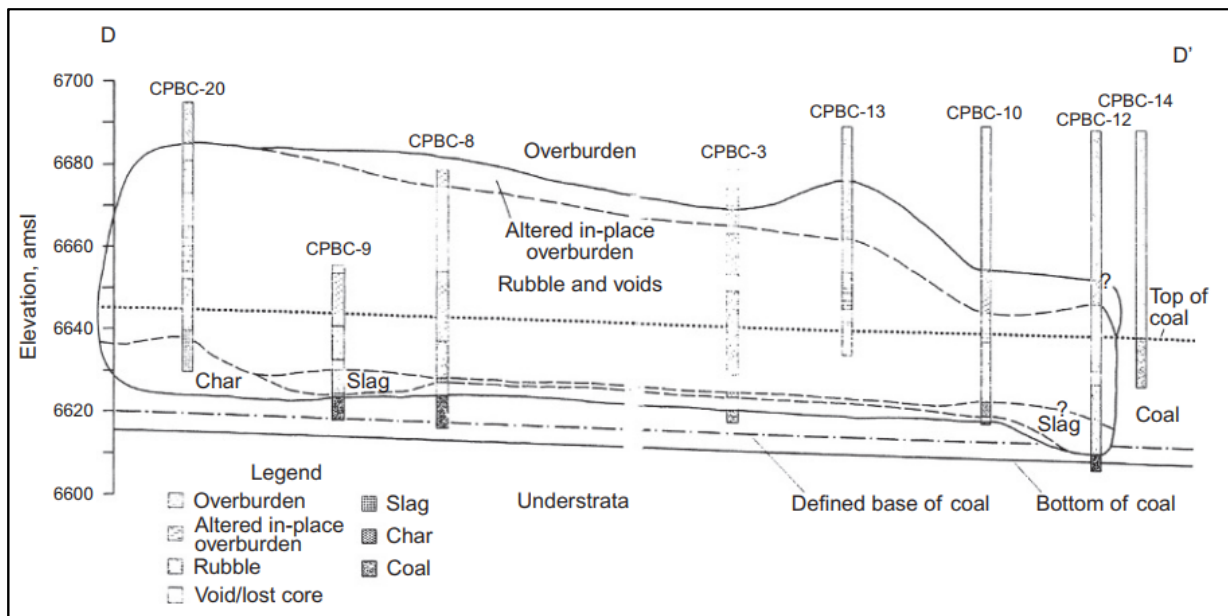 D
D'
6700
6680
6660
6640
6620
6600
Elevation, amsl
CPBC-20
CPBC-9
CPBC-8
CPBC-3
CPBC-13
CPBC-10
CPBC-14
CPBC-12
Overburden
Altered in-place
overburden
Rubble and voids
?
Top of
coal
Char
Slag
?
Slag
Coal
Legend
Overburden
Altered in-place
overburden
Rubble
Void/lost core
Slag
Char
Coal
Understrata
Defined base of coal
Bottom of coal